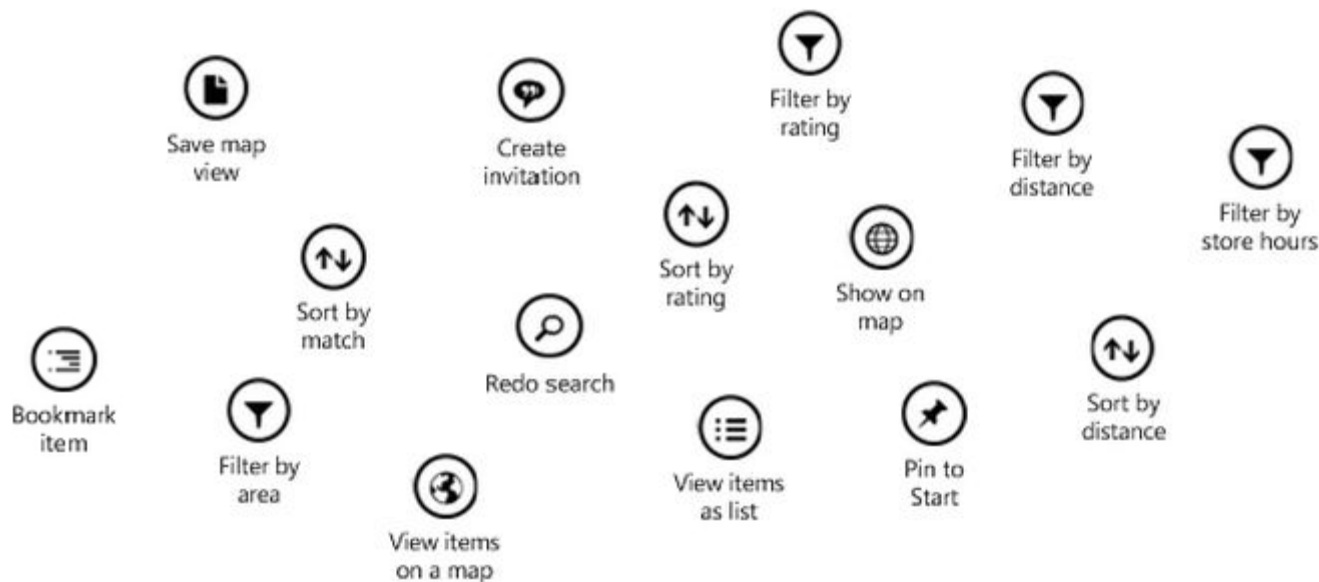 Save map
view
Create
invitation
Filter by
rating
Filter by
distance
Filter by
store hours
Sort by
match
Redo search
Sort by
rating
Show on
map
Sort by
distance
Bookmark
item
Filter by
area
View items
on a map
View items
as list
Pin to
Start